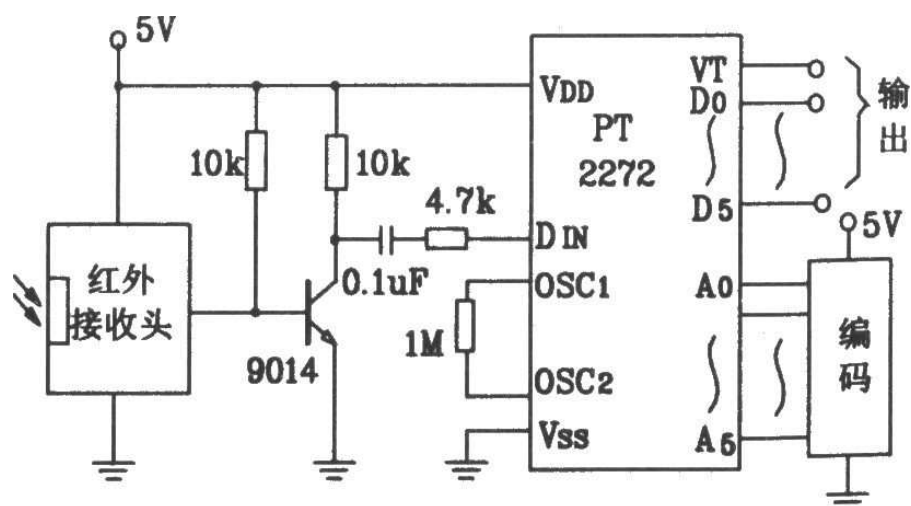 5V
10k
10k
红外
接收头
9014
0.1uF
4.7k
1M
VDD
PT
2272
DIN
OSC1
OSC2
Vss
VT
D0
D5
A0
A6
输
出
5V
编
码